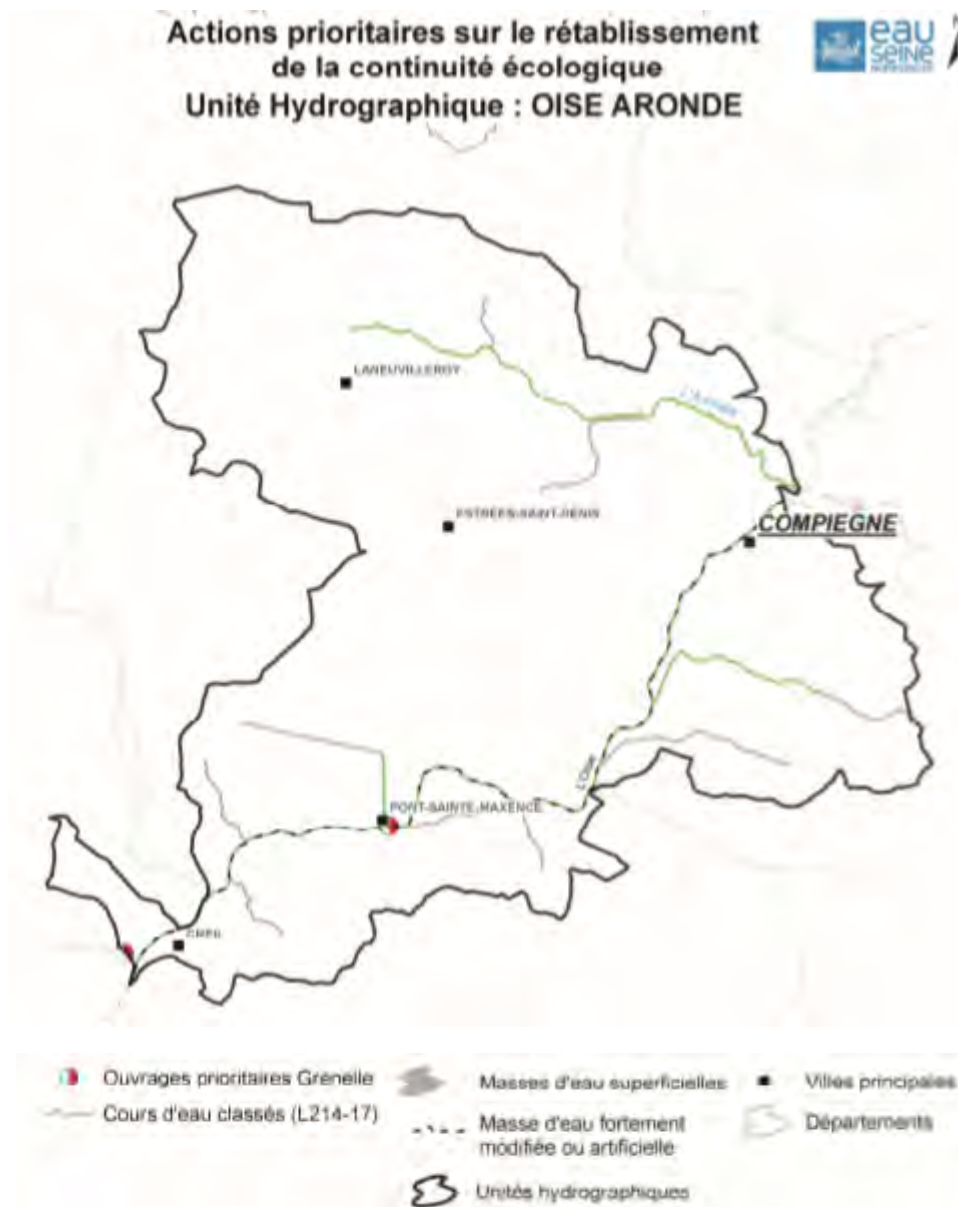 Actions prioritaires sur le rétablissement
de la continuité écologique
Unité Hydrographique : OISE ARONDE
eau
SEINE
LANEUVILLEROY
L'Aronde
ESTREES-SAINT-DENIS
COMPIEGNE
L'Oise
PONT-SAINTE-MAXENCE
CREIL
Ouvrages prioritaires Grenelle
Cours d'eau classés (L214-17)
Masses d'eau superficielles
Masse d'eau fortement
modifiée ou artificielle
Unités hydrographiques
Villes principales
Départements